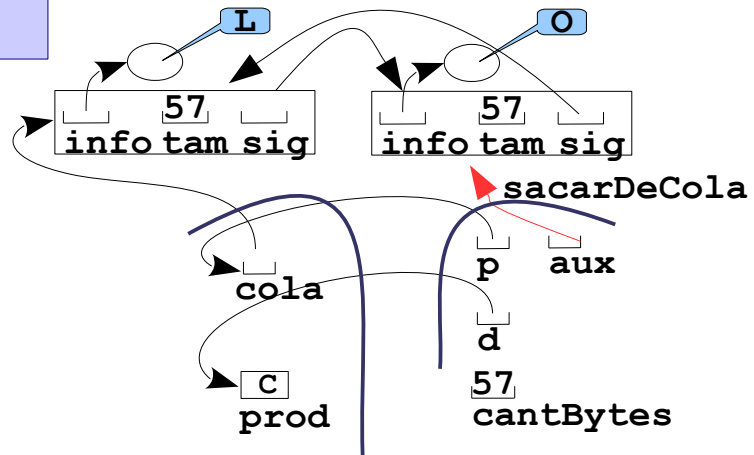 L O
57 57
info tam sig info tam sig
sacarDeCola
p aux
cola
d
C 57
prod cantBytes